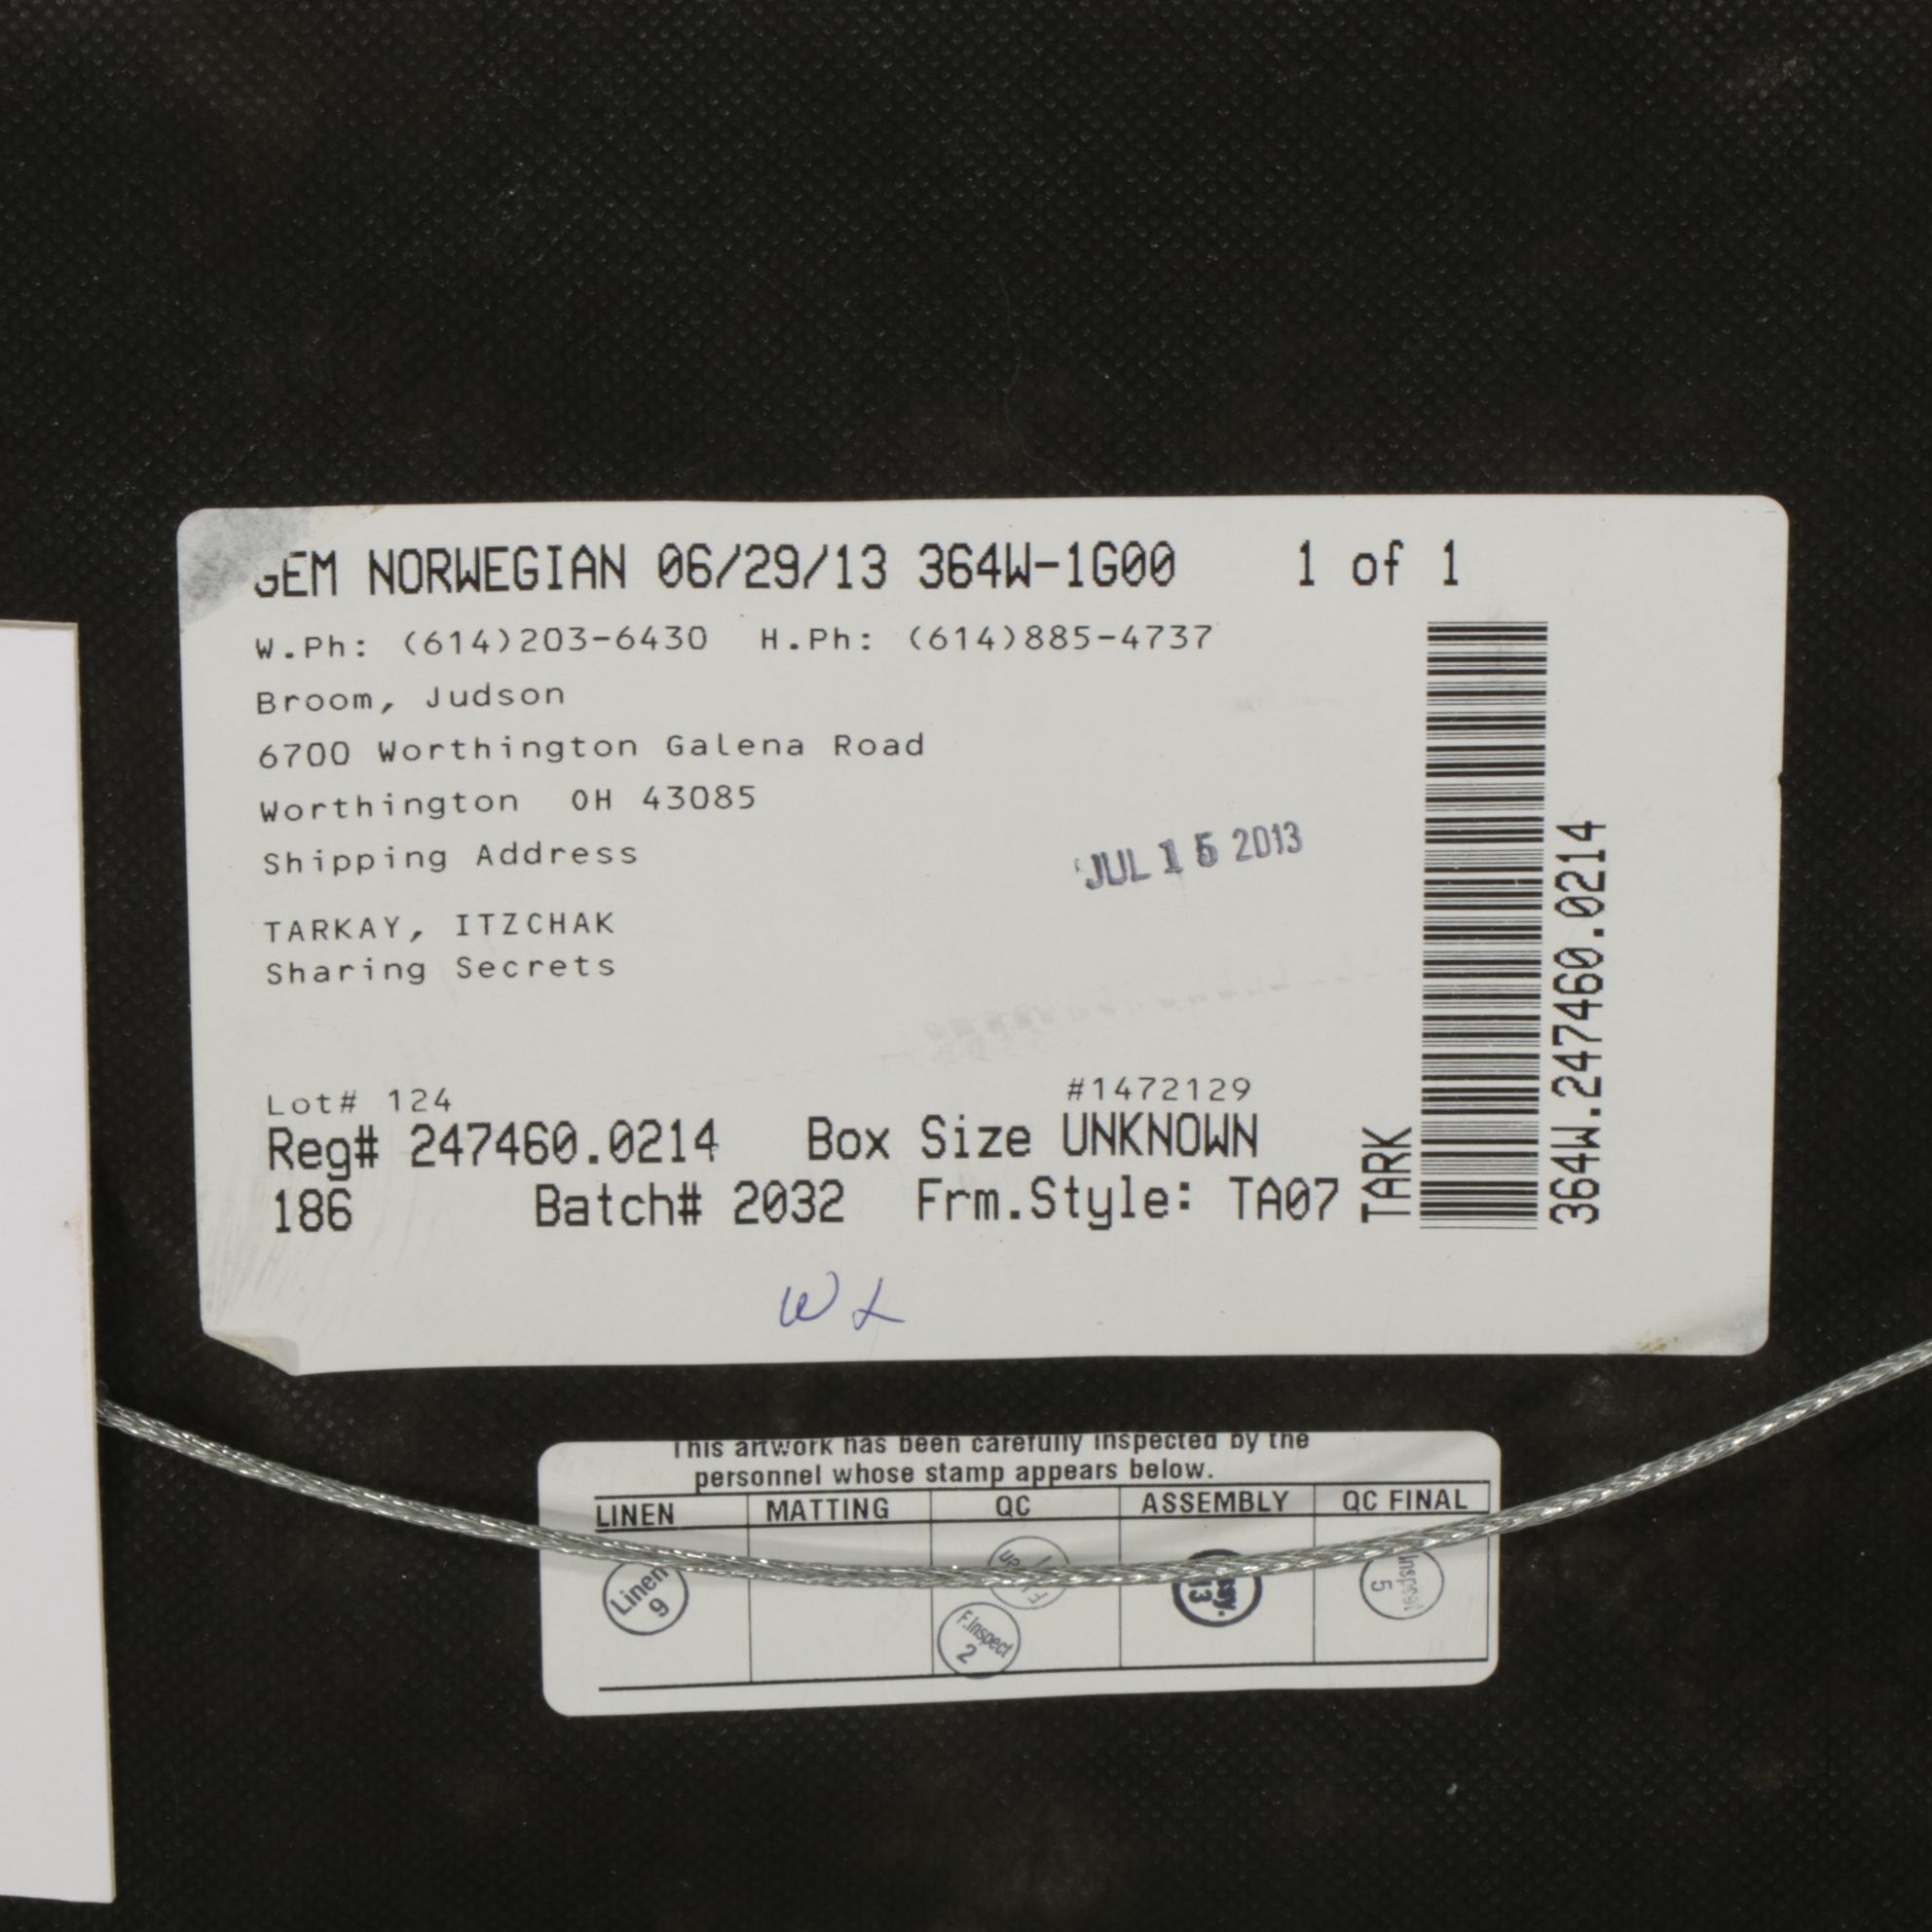 GEM NORWEGIAN 06/29/13 364W-1G00 1 of 1
W.Ph: (614)203-6430 H.Ph: (614)885-4737
Broom, Judson
6700 Worthington Galena Road
Worthington OH 43085
Shipping Address
JUL 15 2013
TARKAY, ITZCHAK
Sharing Secrets
Lot# 124 #1472129
Reg# 247460.0214 Box Size UNKNOWN
186 Batch# 2032 Frm.Style: TA07
TARK
364W.247460.0214
WL
This artwork has been carefully inspected by the
personnel whose stamp appears below.
LINEN MATTING QC ASSEMBLY QC FINAL
Linen
9
F.Inspect
2
13
Inspect
5